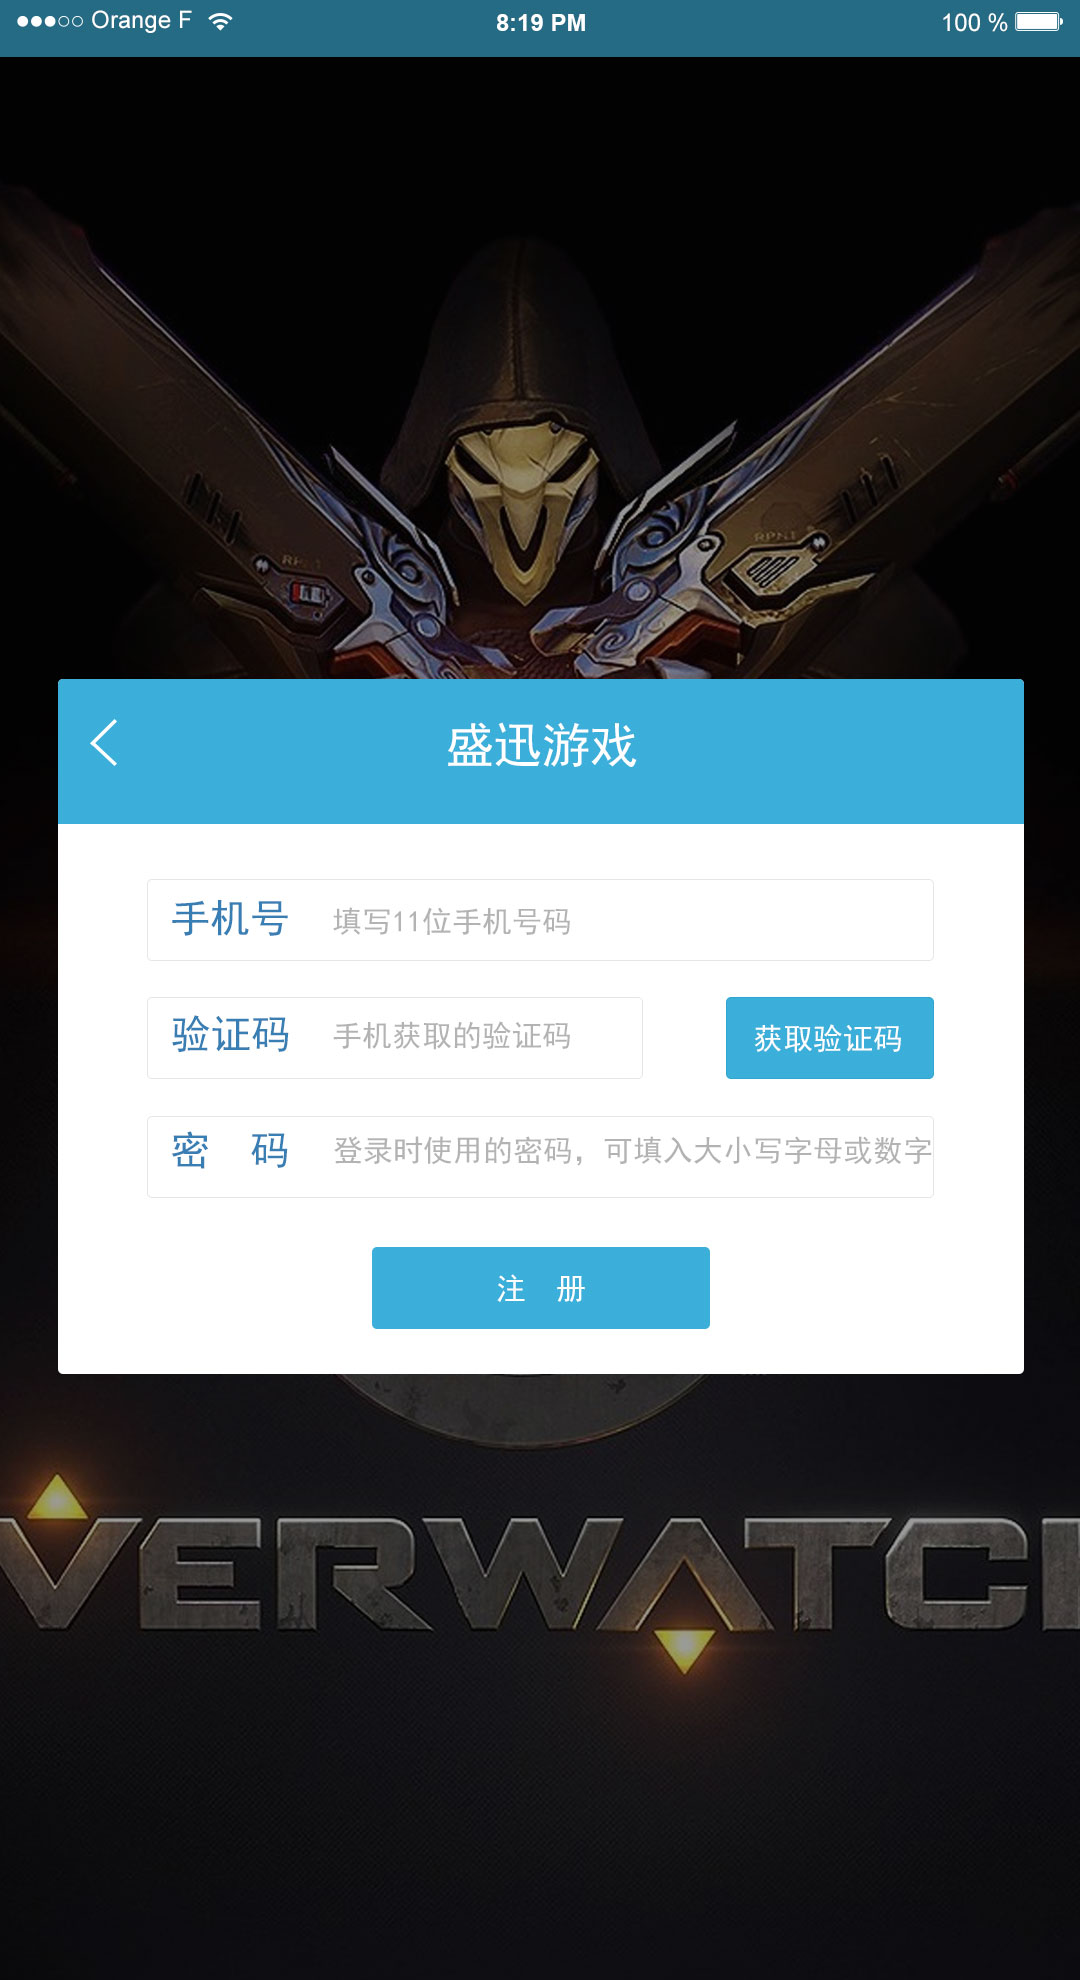 Orange F
8:19 PM
100 %
RPN1
盛迅游戏
手机号 填写11位手机号码
验证码 手机获取的验证码 获取验证码
密 码 登录时使用的密码，可填入大小写字母或数字
注 册
VERWATC